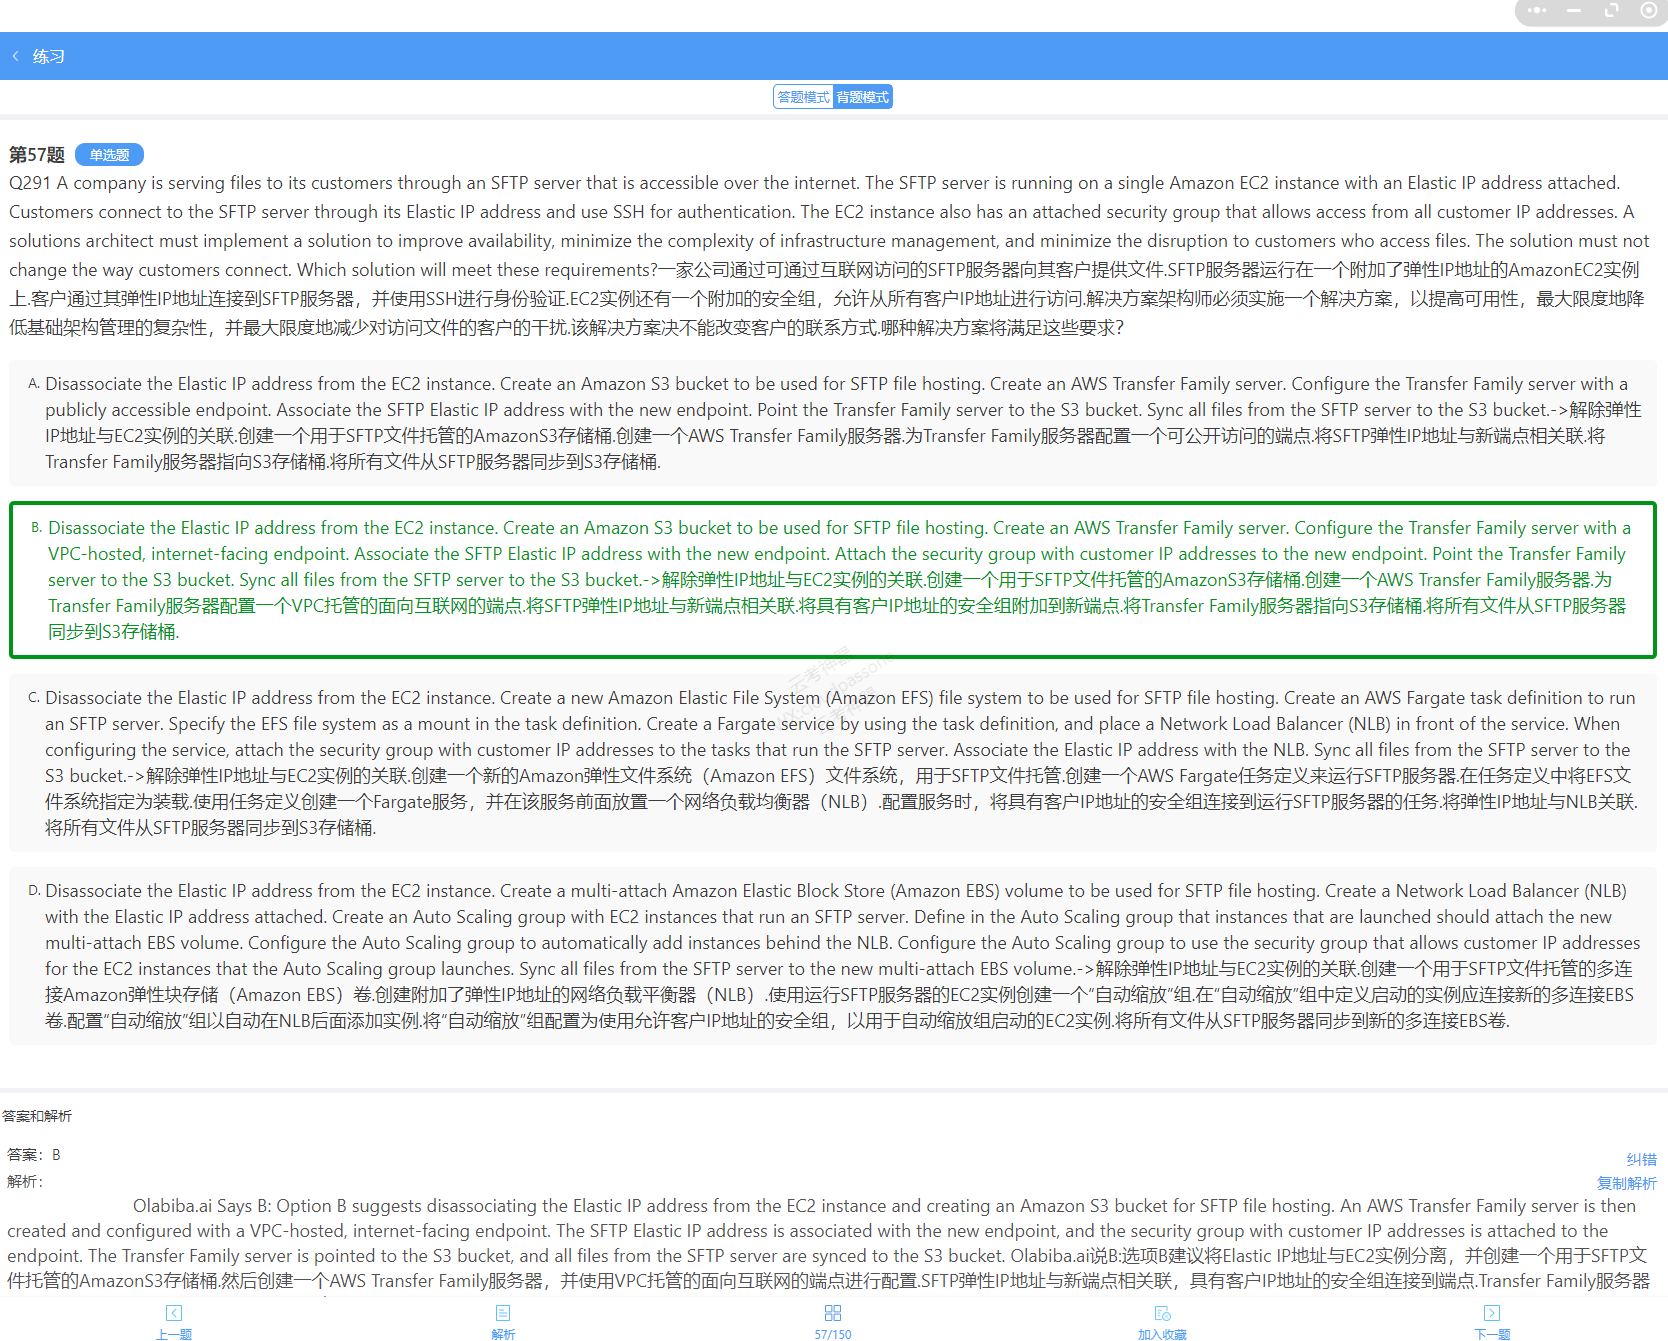 练习
答题模式 背题模式
第57题 单选题
Q291 A company is serving files to its customers through an SFTP server that is accessible over the internet. The SFTP server is running on a single Amazon EC2 instance with an Elastic IP address attached.
Customers connect to the SFTP server through its Elastic IP address and use SSH for authentication. The EC2 instance also has an attached security group that allows access from all customer IP addresses. A
solutions architect must implement a solution to improve availability, minimize the complexity of infrastructure management, and minimize the disruption to customers who access files. The solution must not
change the way customers connect. Which solution will meet these requirements?一家公司通过可通过互联网访问的SFTP服务器向其客户提供文件.SFTP服务器运行在一个附加了弹性IP地址的AmazonEC2实例
上.客户通过其弹性IP地址连接到SFTP服务器，并使用SSH进行身份验证.EC2实例还有一个附加的安全组，允许从所有客户IP地址进行访问.解决方案架构师必须实施一个解决方案，以提高可用性，最大限度地降
低基础架构管理的复杂性，并最大限度地减少对访问文件的客户的干扰.该解决方案决不能改变客户的联系方式.哪种解决方案将满足这些要求?
A. Disassociate the Elastic IP address from the EC2 instance. Create an Amazon S3 bucket to be used for SFTP file hosting. Create an AWS Transfer Family server. Configure the Transfer Family server with a
publicly accessible endpoint. Associate the SFTP Elastic IP address with the new endpoint. Point the Transfer Family server to the S3 bucket. Sync all files from the SFTP server to the S3 bucket.->解除弹性
IP地址与EC2实例的关联.创建一个用于SFTP文件托管的AmazonS3存储桶.创建一个AWS Transfer Family服务器.为Transfer Family服务器配置一个可公开访问的端点.将SFTP弹性IP地址与新端点相关联.将
Transfer Family服务器指向S3存储桶.将所有文件从SFTP服务器同步到S3存储桶.
B. Disassociate the Elastic IP address from the EC2 instance. Create an Amazon S3 bucket to be used for SFTP file hosting. Create an AWS Transfer Family server. Configure the Transfer Family server with a
VPC-hosted, internet-facing endpoint. Associate the SFTP Elastic IP address with the new endpoint. Attach the security group with customer IP addresses to the new endpoint. Point the Transfer Family
server to the S3 bucket. Sync all files from the SFTP server to the S3 bucket.->解除弹性IP地址与EC2实例的关联.创建一个用于SFTP文件托管的AmazonS3存储桶.创建一个AWS Transfer Family服务器.为
Transfer Family服务器配置一个VPC托管的面向互联网的端点.将SFTP弹性IP地址与新端点相关联.将具有客户IP地址的安全组附加到新端点.将Transfer Family服务器指向S3存储桶.将所有文件从SFTP服务器
同步到S3存储桶.
C. Disassociate the Elastic IP address from the EC2 instance. Create a new Amazon Elastic File System (Amazon EFS) file system to be used for SFTP file hosting. Create an AWS Fargate task definition to run
an SFTP server. Specify the EFS file system as a mount in the task definition. Create a Fargate service by using the task definition, and place a Network Load Balancer (NLB) in front of the service. When
configuring the service, attach the security group with customer IP addresses to the tasks that run the SFTP server. Associate the Elastic IP address with the NLB. Sync all files from the SFTP server to the
S3 bucket.->解除弹性IP地址与EC2实例的关联.创建一个新的Amazon弹性文件系统（Amazon EFS）文件系统，用于SFTP文件托管.创建一个AWS Fargate任务定义来运行SFTP服务器.在任务定义中将EFS文
件系统指定为装载.使用任务定义创建一个Fargate服务，并在该服务前面放置一个网络负载均衡器（NLB）.配置服务时，将具有客户IP地址的安全组连接到运行SFTP服务器的任务.将弹性IP地址与NLB关联.
将所有文件从SFTP服务器同步到S3存储桶.
D. Disassociate the Elastic IP address from the EC2 instance. Create a multi-attach Amazon Elastic Block Store (Amazon EBS) volume to be used for SFTP file hosting. Create a Network Load Balancer (NLB)
with the Elastic IP address attached. Create an Auto Scaling group with EC2 instances that run an SFTP server. Define in the Auto Scaling group that instances that are launched should attach the new
multi-attach EBS volume. Configure the Auto Scaling group to automatically add instances behind the NLB. Configure the Auto Scaling group to use the security group that allows customer IP addresses
for the EC2 instances that the Auto Scaling group launches. Sync all files from the SFTP server to the new multi-attach EBS volume.->解除弹性IP地址与EC2实例的关联.创建一个用于SFTP文件托管的多连
接Amazon弹性块存储（Amazon EBS）卷.创建附加了弹性IP地址的网络负载平衡器（NLB）.使用运行SFTP服务器的EC2实例创建一个“自动缩放”组.在“自动缩放”组中定义启动的实例应连接新的多连接EBS
卷.配置“自动缩放”组以自动在NLB后面添加实例.将“自动缩放”组配置为使用允许客户IP地址的安全组，以用于自动缩放组启动的EC2实例.将所有文件从SFTP服务器同步到新的多连接EBS卷.
答案和解析
答案：B
纠错
解析：
复制解析
Olabiba.ai Says B: Option B suggests disassociating the Elastic IP address from the EC2 instance and creating an Amazon S3 bucket for SFTP file hosting. An AWS Transfer Family server is then
created and configured with a VPC-hosted, internet-facing endpoint. The SFTP Elastic IP address is associated with the new endpoint, and the security group with customer IP addresses is attached to the
endpoint. The Transfer Family server is pointed to the S3 bucket, and all files from the SFTP server are synced to the S3 bucket. Olabiba.ai说B:选项B建议将Elastic IP地址与EC2实例分离，并创建一个用于SFTP文
件托管的AmazonS3存储桶.然后创建一个AWS Transfer Family服务器，并使用VPC托管的面向互联网的端点进行配置.SFTP弹性IP地址与新端点相关联，具有客户IP地址的安全组连接到端点.Transfer Family服务器
上一题 解析 57/150 加入收藏 下一题